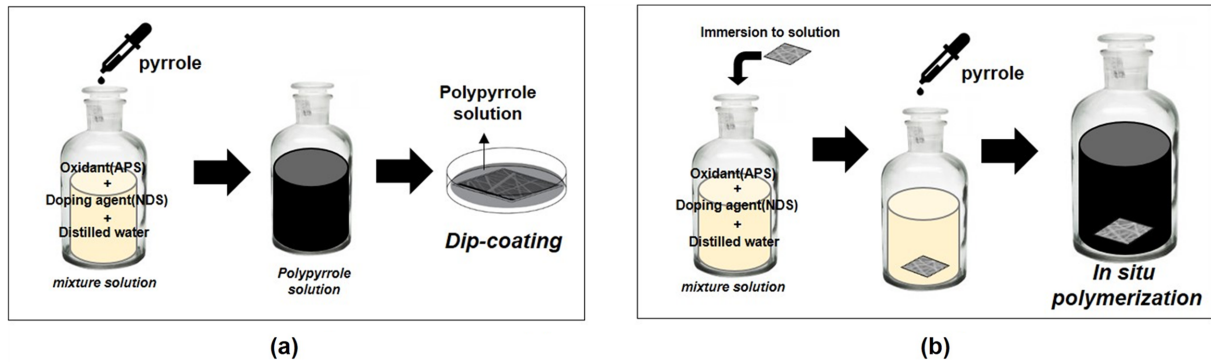 pyrrole
Oxidant(APS)
+
Doping agent(NDS)
+
Distilled water
mixture solution
Polypyrrole
solution
Polypyrrole
solution
Dip-coating
(a)
Immersion to solution
Oxidant(APS)
+
Doping agent(NDS)
+
Distilled water
mixture solution
pyrrole
In situ
polymerization
(b)